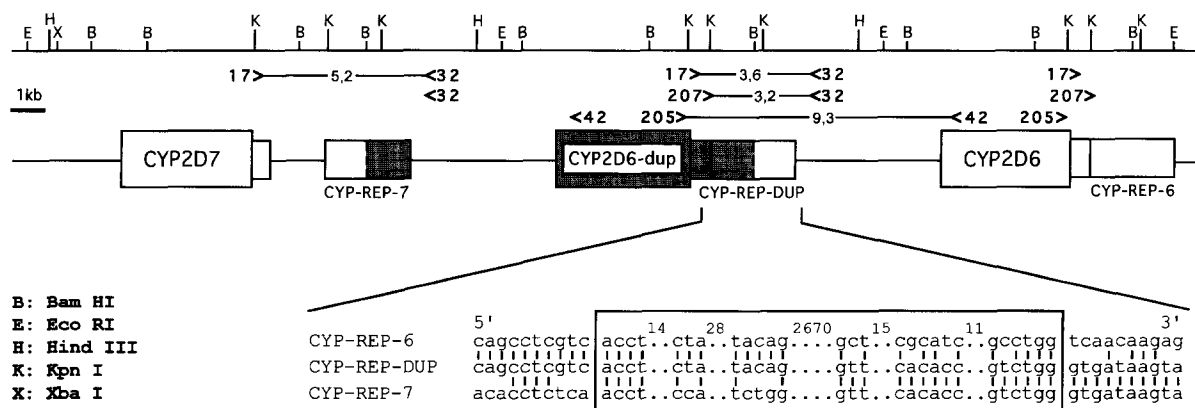 E H X B B K B K B K H E B B K K B K H E B B K K B K E
17> 5,2 <32 17> 3,6 <32 17>
<32 207> 3,2 <32 207>
1kb
<42 205> 9,3 <42 205>
CYP2D7 CYP2D6-dup CYP2D6
CYP-REP-7 CYP-REP-DUP CYP-REP-6
B: Bam HI
E: Eco RI
H: Hind III
K: Kpn I
X: Xba I
5' 14 28 2670 15 11 3'
CYP-REP-6 cagcctcgtc acct..cta..tacag....gct..cgcatc..gcctgg tcaacaagag
CYP-REP-DUP cagcctcgtc acct..cta..tacag....gtt..cacacc..gtctgg gtgataagta
CYP-REP-7 acacctctca acct..cca..tctgg....gtt..cacacc..gtctgg gtgataagta